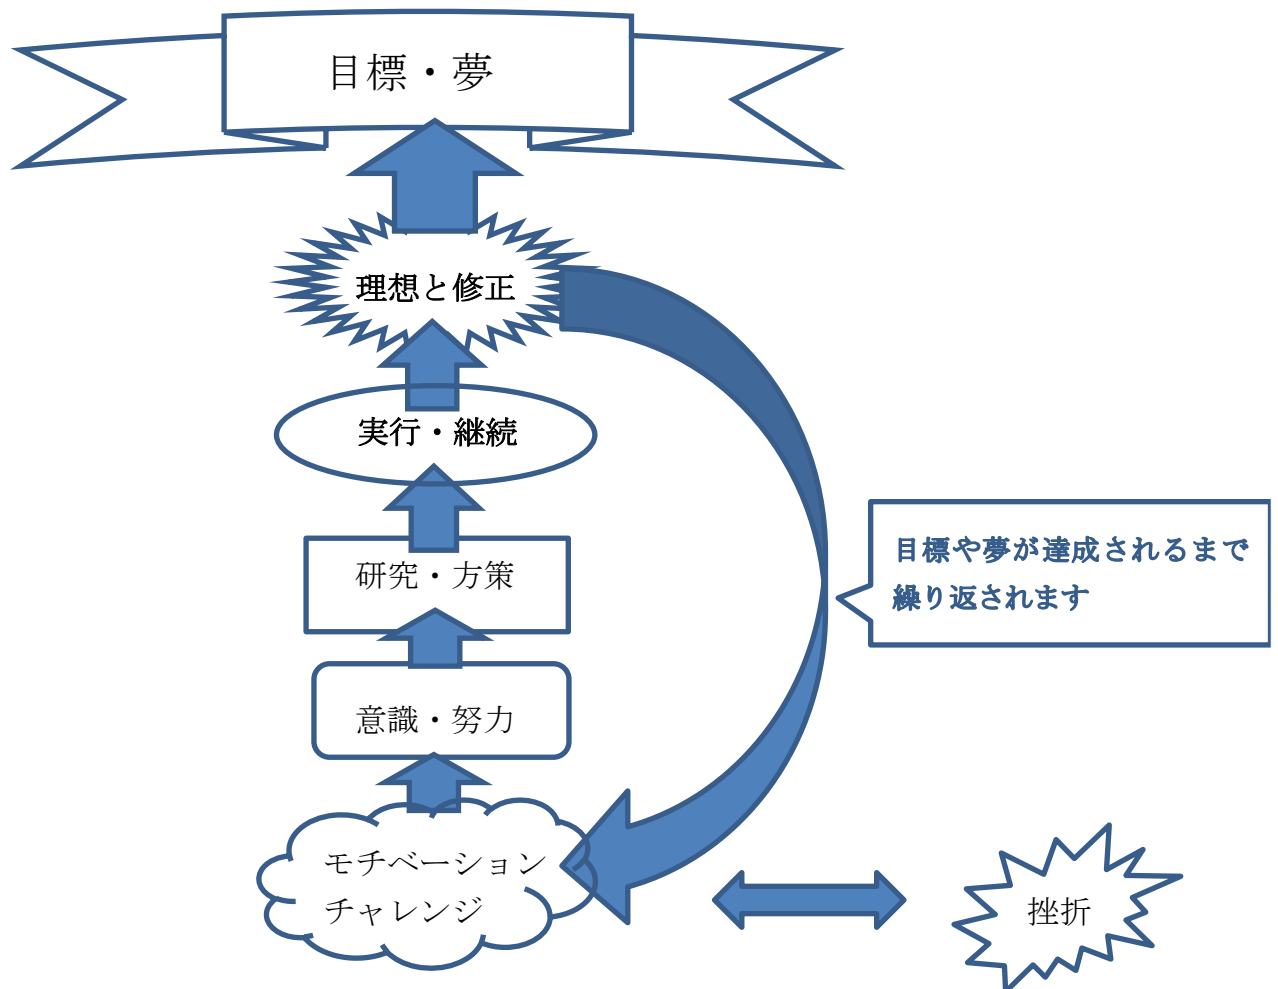 目標・夢
理想と修正
実行・継続
目標や夢が達成されるまで
繰り返されます
研究・方策
意識・努力
モチベーション
チャレンジ
挫折